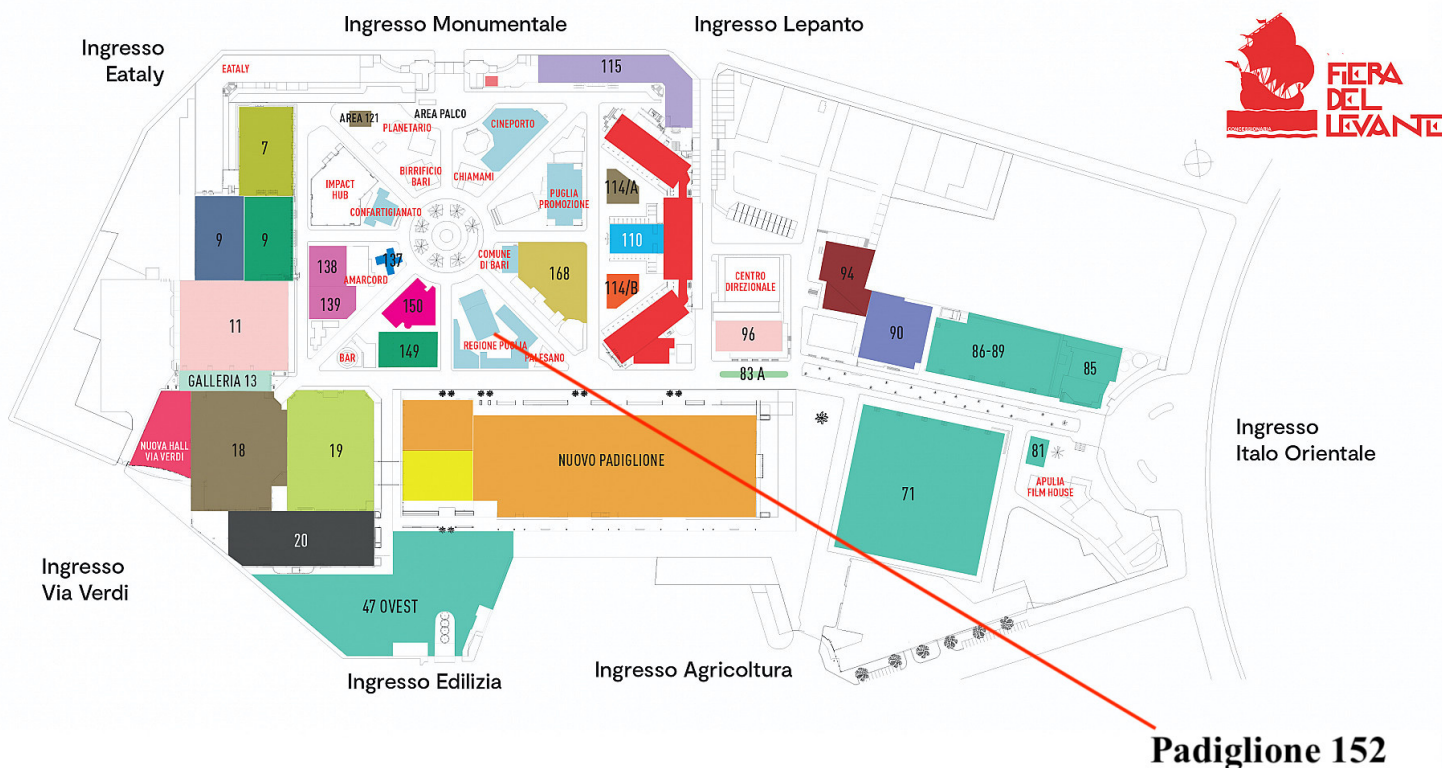 Ingresso Monumentale
Ingresso Lepanto
Ingresso
Eataly
EATALY
115
FIERA
DEL
LEVANTE
CONCESSIONARIA
AREA 121
AREA PALCO
PLANETARIO
CINEPORTO
7
BIRRIFICIO
BARI
CHIAMAMI
IMPACT
HUB
CONFARTIGIANATO
PUGLIA
PROMOZIONE
114/A
9
9
110
137
138
AMARCORD
139
COMUNE
DI BARI
168
94
CENTRO
DIREZIONALE
114/B
150
11
149
BAR
REGIONE PUGLIA
PALESANO
96
90
86-89
85
83 A
GALLERIA 13
NUOVA HALL
VIA VERDI
18
19
NUOVO PADIGLIONE
71
81
APULIA
FILM HOUSE
Ingresso
Italo Orientale
20
Ingresso
Via Verdi
47 OVEST
Ingresso Edilizia
Ingresso Agricoltura
Padiglione 152